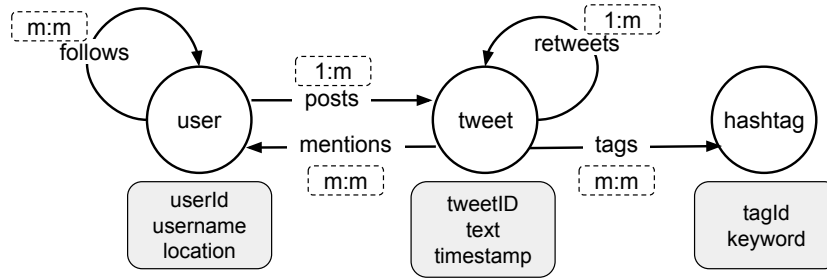 m:m
follows
1:m
retweets
1:m
posts
user
tweet
hashtag
mentions
tags
m:m
m:m
userId
username
location
tweetID
text
timestamp
tagId
keyword